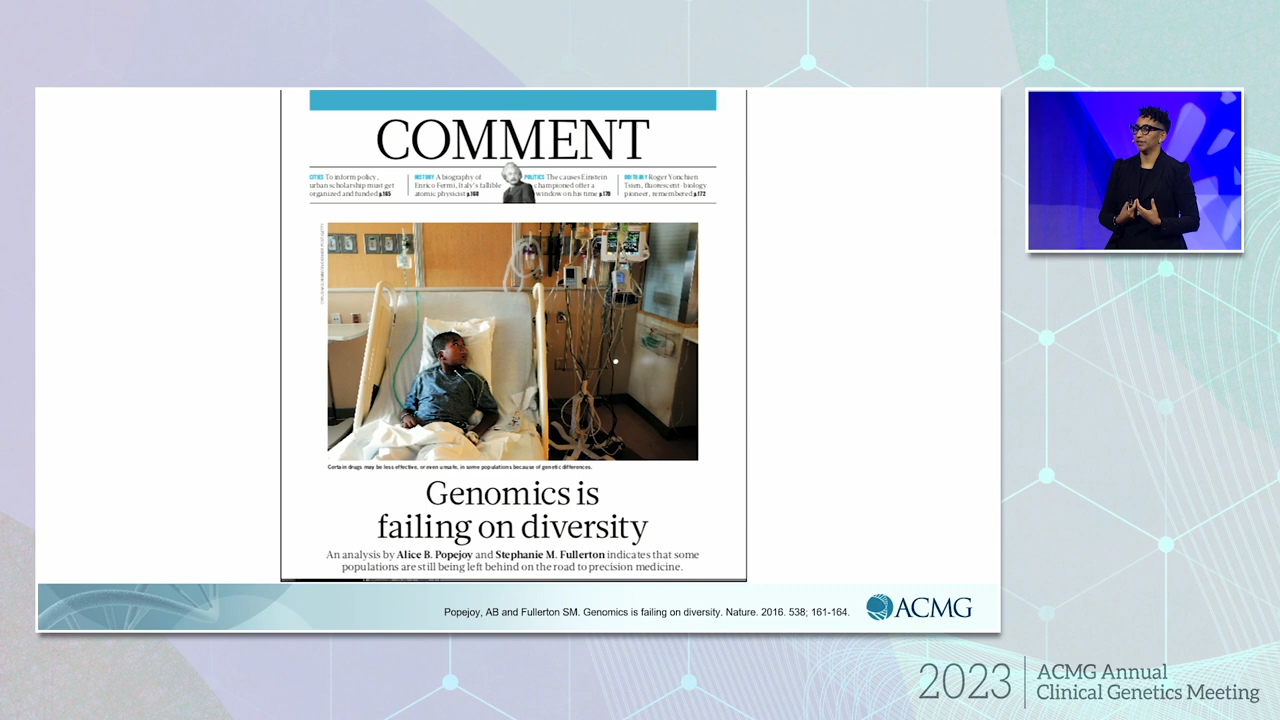 COMMENT
CITIES To inform policy,
urban scholarship must get
organized and funded p.165
HISTORY A biography of
Enrico Fermi, Italy's fallible
atomic physicist p.168
POLITICS The causes Einstein
championed offer a
window on his time p.170
OBITUARY Roger Yonchien
Tsien, fluorescent-biology
pioneer, remembered p.172
Certain drugs may be less effective, or even unsafe, in some populations because of genetic differences.
Genomics is
failing on diversity
An analysis by Alice B. Popejoy and Stephanie M. Fullerton indicates that some
populations are still being left behind on the road to precision medicine.
Popejoy, AB and Fullerton SM. Genomics is failing on diversity. Nature. 2016. 538; 161-164.
ACMG
2023
ACMG Annual
Clinical Genetics Meeting